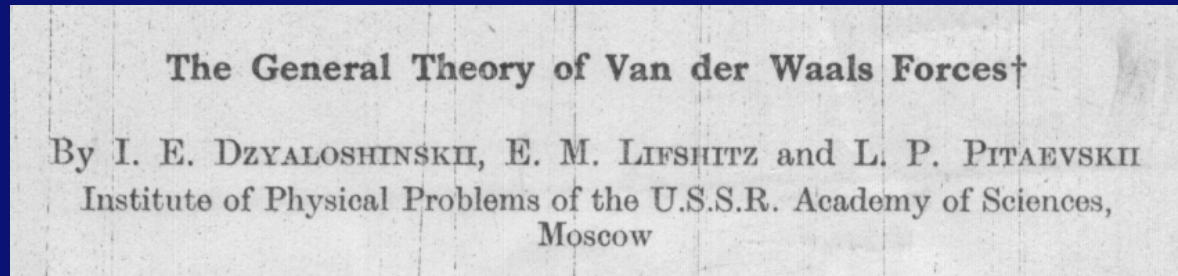 The General Theory of Van der Waals Forces†
By I. E. DZYALOSHINSKII, E. M. LIFSHITZ and L. P. PITAEVSKII
Institute of Physical Problems of the U.S.S.R. Academy of Sciences,
Moscow